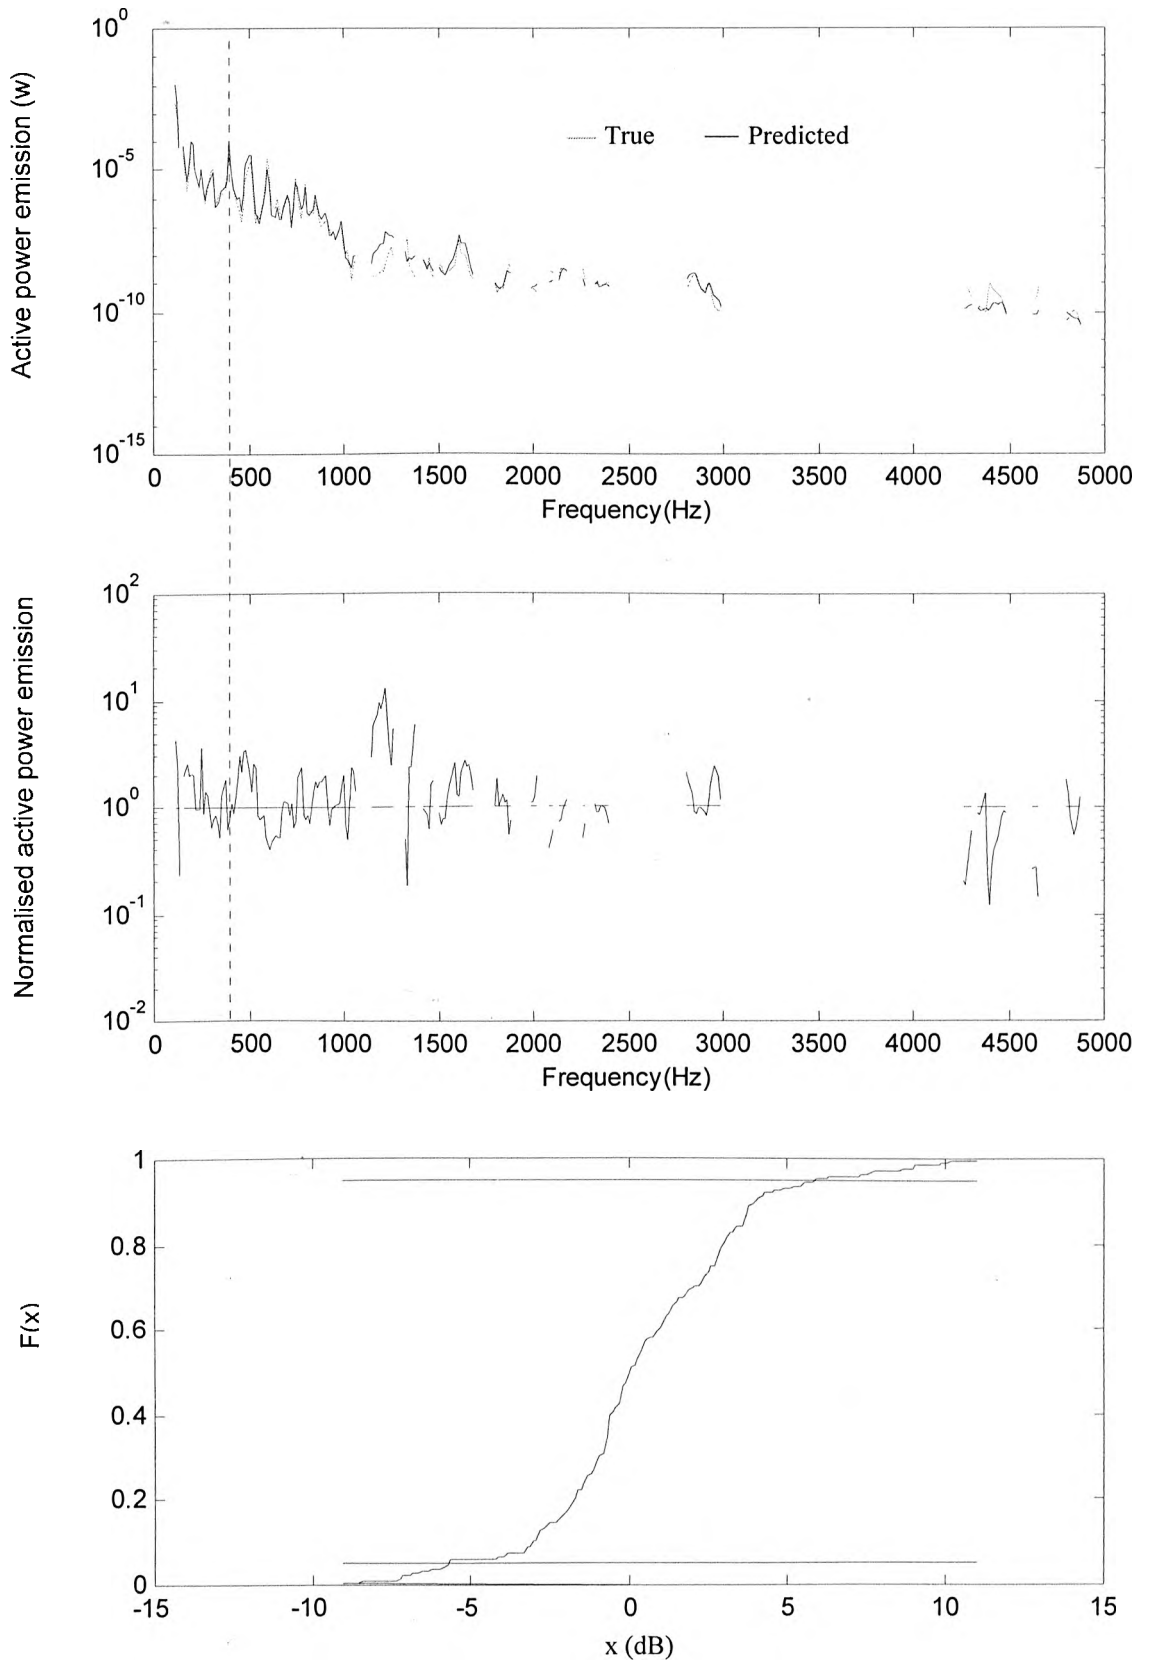 10^0
10^-5
10^-10
10^-15
Active power emission (w)
True
Predicted
0 500 1000 1500 2000 2500 3000 3500 4000 4500 5000
Frequency(Hz)
10^2
10^1
10^0
10^-1
10^-2
Normalised active power emission
0 500 1000 1500 2000 2500 3000 3500 4000 4500 5000
Frequency(Hz)
1
0.8
0.6
0.4
0.2
0
F(x)
-15 -10 -5 0 5 10 15
x (dB)